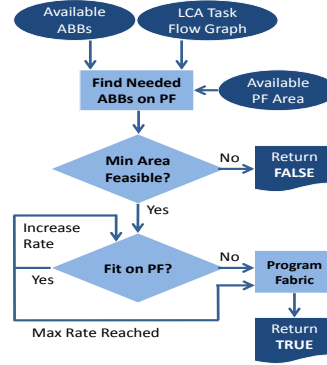 Available
ABBs
LCA Task
Flow Graph
Find Needed
ABBs on PF
Available
PF Area
Min Area
Feasible?
No
Return
FALSE
Yes
Increase
Rate
Fit on PF?
No
Yes
Program
Fabric
Max Rate Reached
Return
TRUE